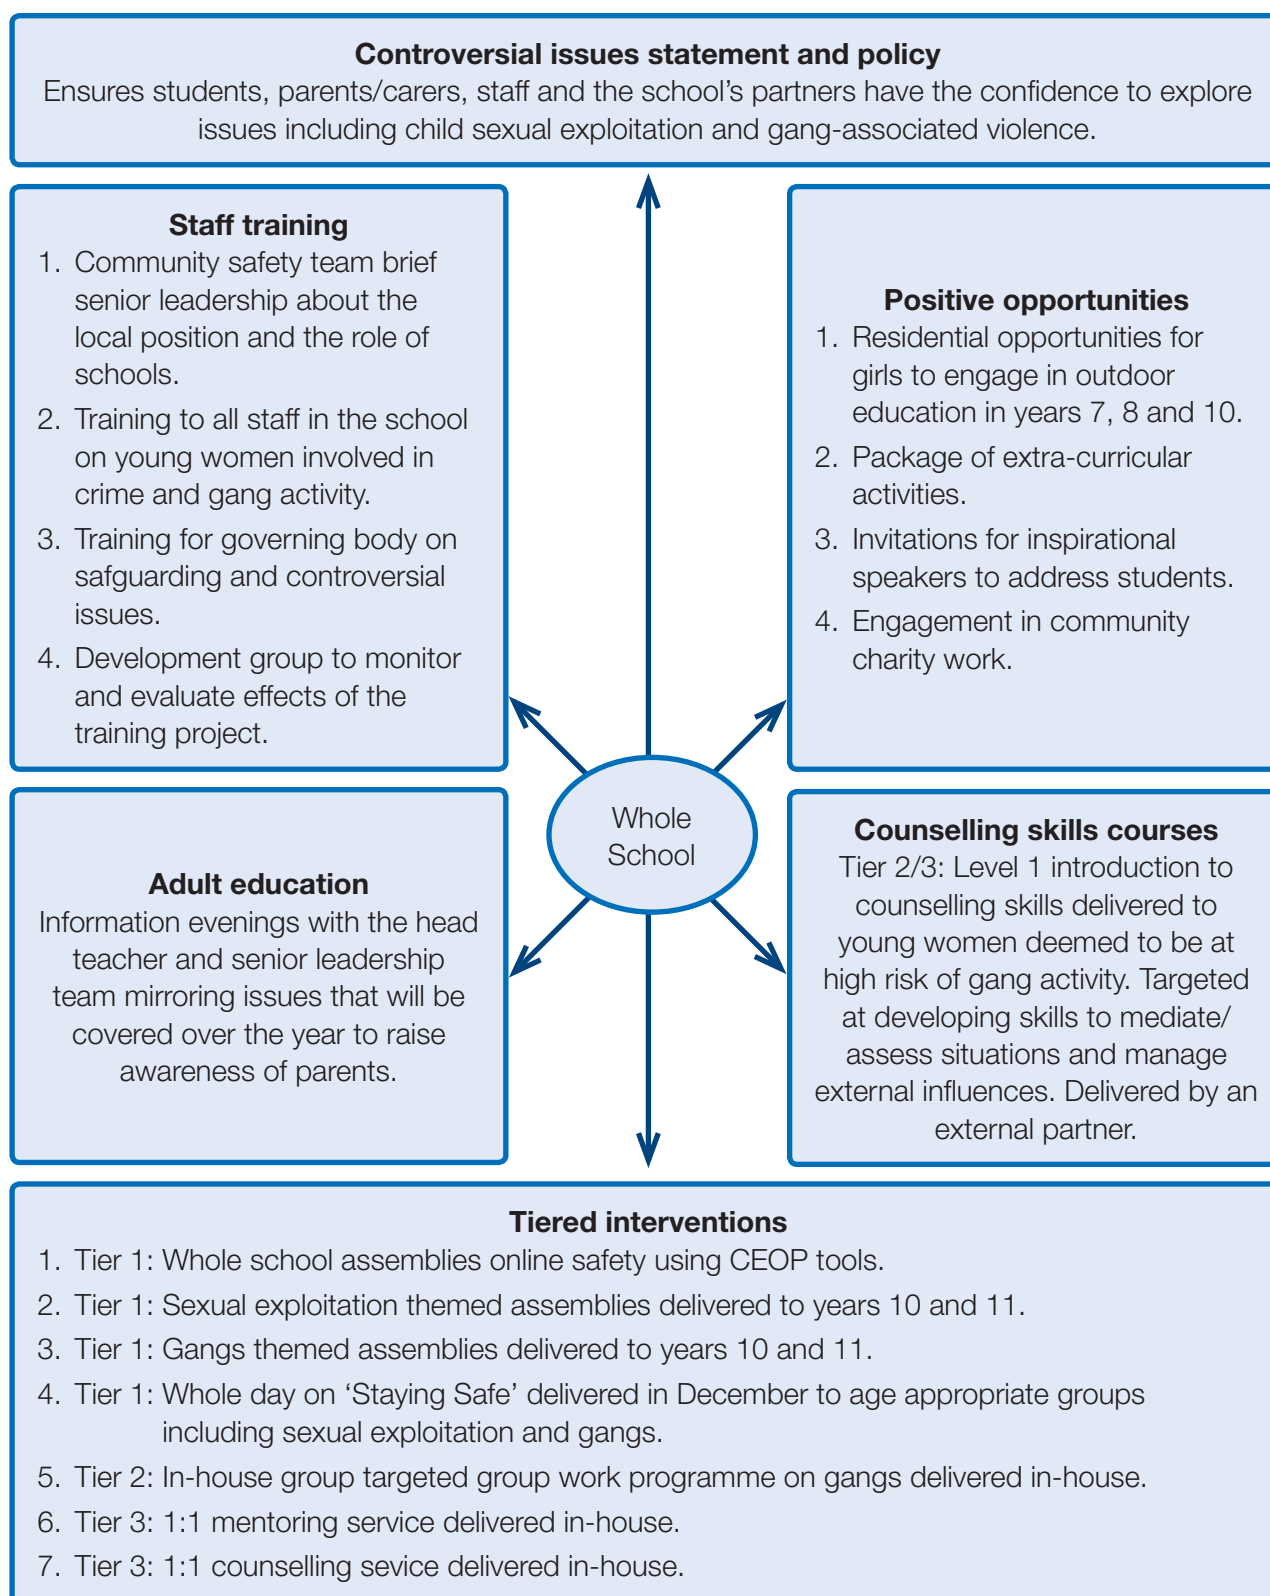 Controversial issues statement and policy
Ensures students, parents/carers, staff and the school's partners have the confidence to explore
issues including child sexual exploitation and gang-associated violence.
Staff training
1. Community safety team brief
senior leadership about the
local position and the role of
schools.
2. Training to all staff in the school
on young women involved in
crime and gang activity.
3. Training for governing body on
safguarding and controversial
issues.
4. Development group to monitor
and evaluate effects of the
training project.
Positive opportunities
1. Residential opportunities for
girls to engage in outdoor
education in years 7, 8 and 10.
2. Package of extra-curricular
activities.
3. Invitations for inspirational
speakers to address students.
4. Engagement in community
charity work.
Whole
School
Adult education
Information evenings with the head
teacher and senior leadership
team mirroring issues that will be
covered over the year to raise
awareness of parents.
Counselling skills courses
Tier 2/3: Level 1 introduction to
counselling skills delivered to
young women deemed to be at
high risk of gang activity. Targeted
at developing skills to mediate/
assess situations and manage
external influences. Delivered by an
external partner.
Tiered interventions
1. Tier 1: Whole school assemblies online safety using CEOP tools.
2. Tier 1: Sexual exploitation themed assemblies delivered to years 10 and 11.
3. Tier 1: Gangs themed assemblies delivered to years 10 and 11.
4. Tier 1: Whole day on 'Staying Safe' delivered in December to age appropriate groups
including sexual exploitation and gangs.
5. Tier 2: In-house group targeted group work programme on gangs delivered in-house.
6. Tier 3: 1:1 mentoring service delivered in-house.
7. Tier 3: 1:1 counselling sevice delivered in-house.